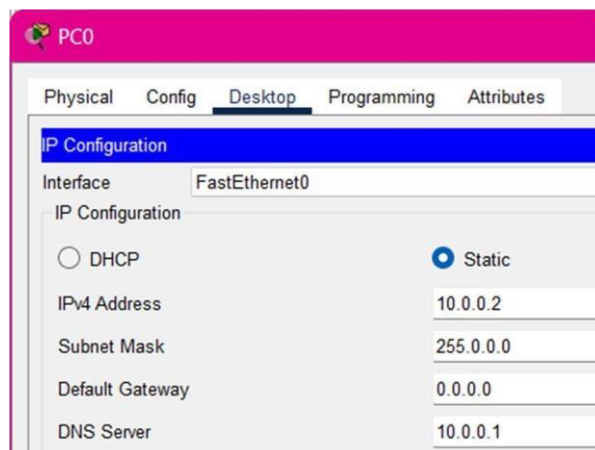 PC0
Physical Config Desktop Programming Attributes
IP Configuration
Interface FastEthernet0
IP Configuration
DHCP Static
IPv4 Address 10.0.0.2
Subnet Mask 255.0.0.0
Default Gateway 0.0.0.0
DNS Server 10.0.0.1